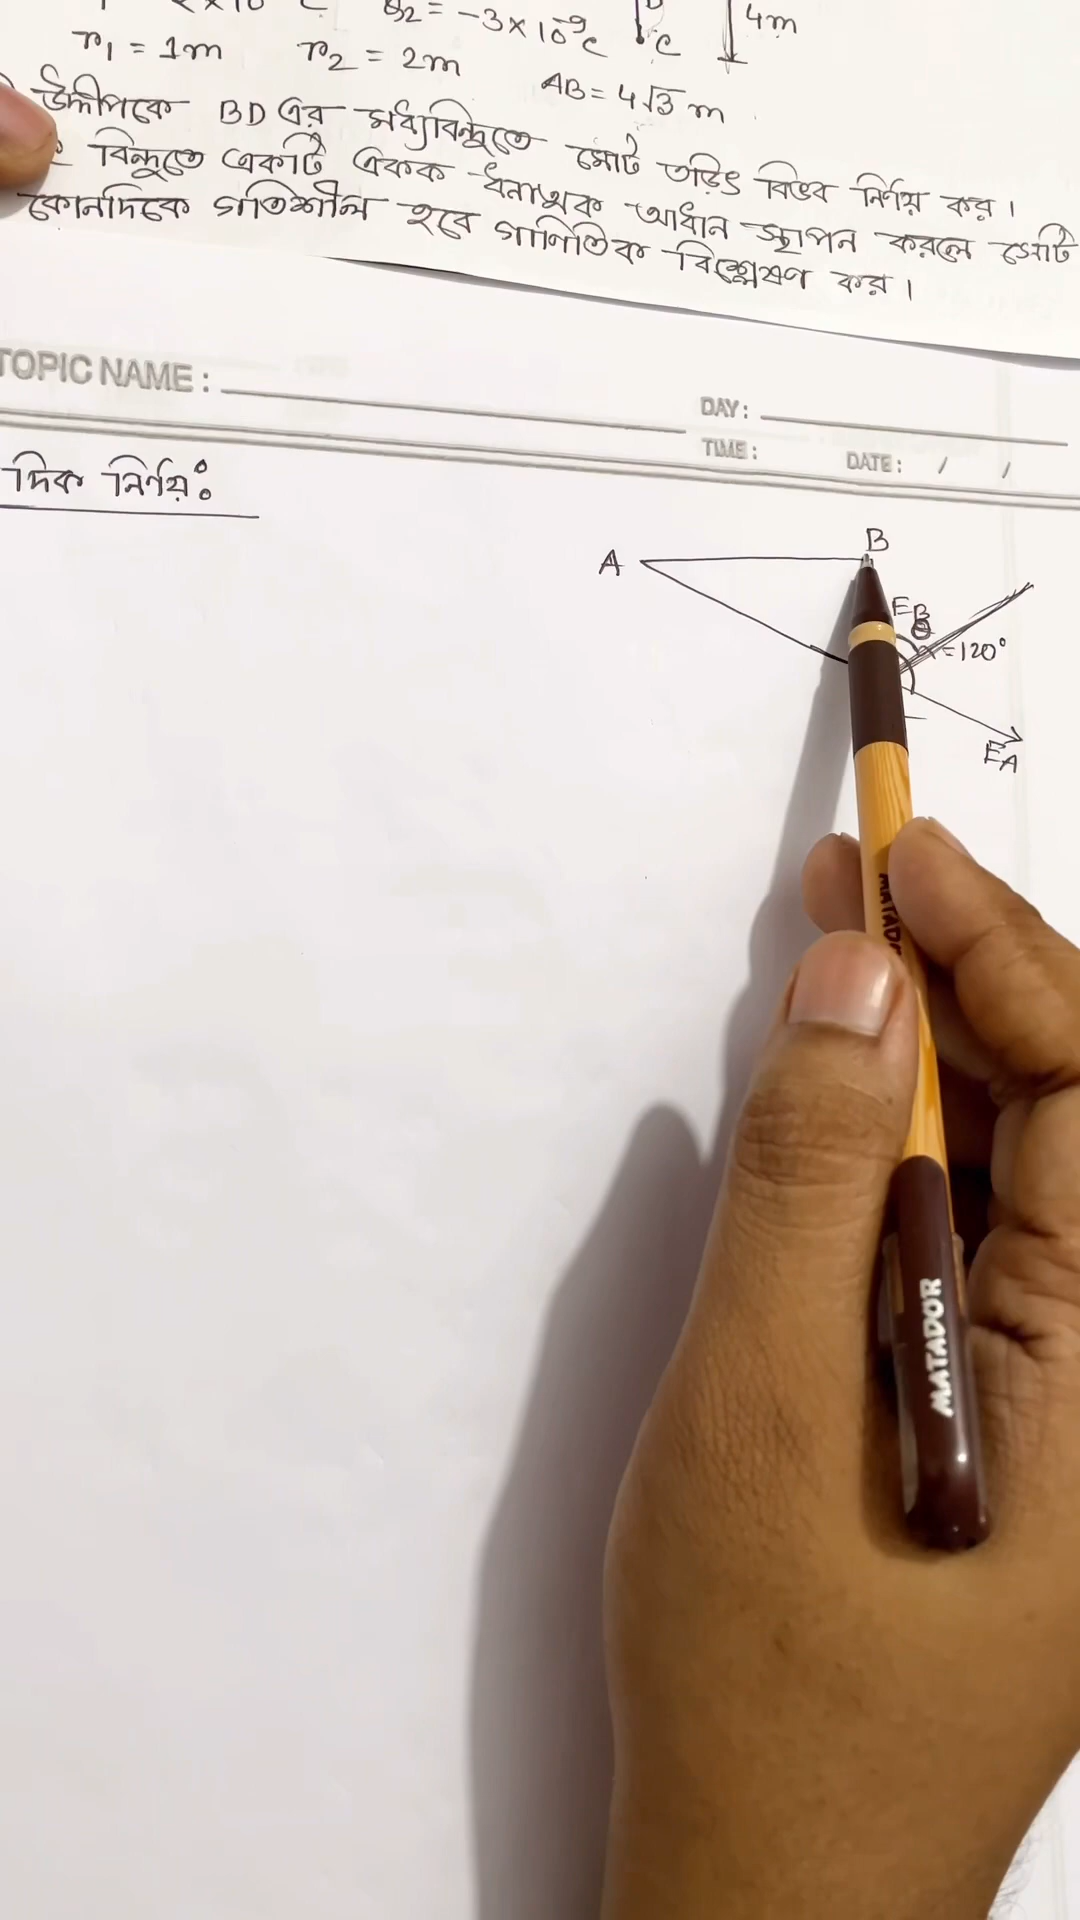 Q₂ = -3×10⁻⁹C
C
4m
r₁ = 1m r₂ = 2m AB = 4√3 m
উদ্দীপকে BD এর মধ্যবিন্দুতে মোট তড়িৎ বিভব নির্ণয় কর।
বিন্দুতে একটি একক ধনাত্মক আধান স্থাপন করলে সেটি
কোনদিকে গতিশীল হবে গাণিতিক বিশ্লেষণ কর।
TOPIC NAME :
DAY :
TIME : DATE : / /
দিক নির্ণয়ঃ
A B
E_B
θ
α = 120°
E_A
MATADOR
MATADOR